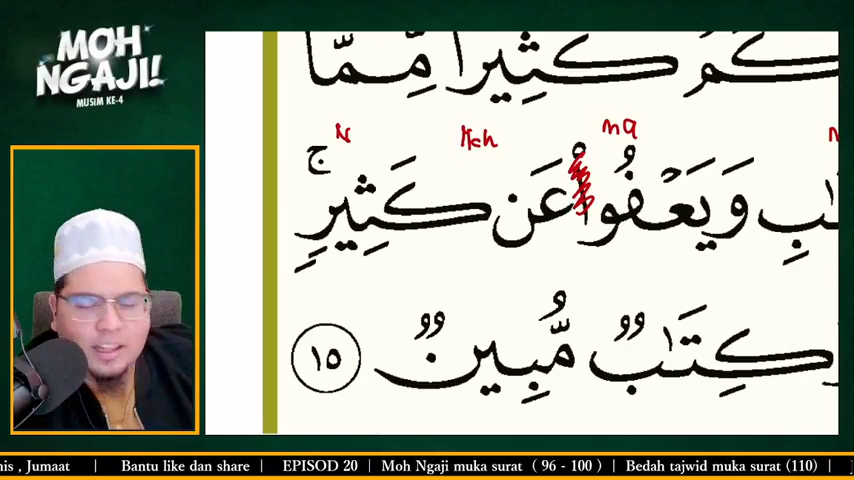 MOH
NGAJI!
MUSIM KE-4
كُمْ كَثِيرًا مِّمَّا
N Kh ma
بِ وَيَعْفُوا۟ عَن كَثِيرٍ ۚ
كِتَٰبٌ مُّبِينٌ ١٥
nis , Jumaat | Bantu like dan share | EPISOD 20 | Moh Ngaji muka surat ( 96 - 100 ) | Bedah tajwid muka surat (110) |